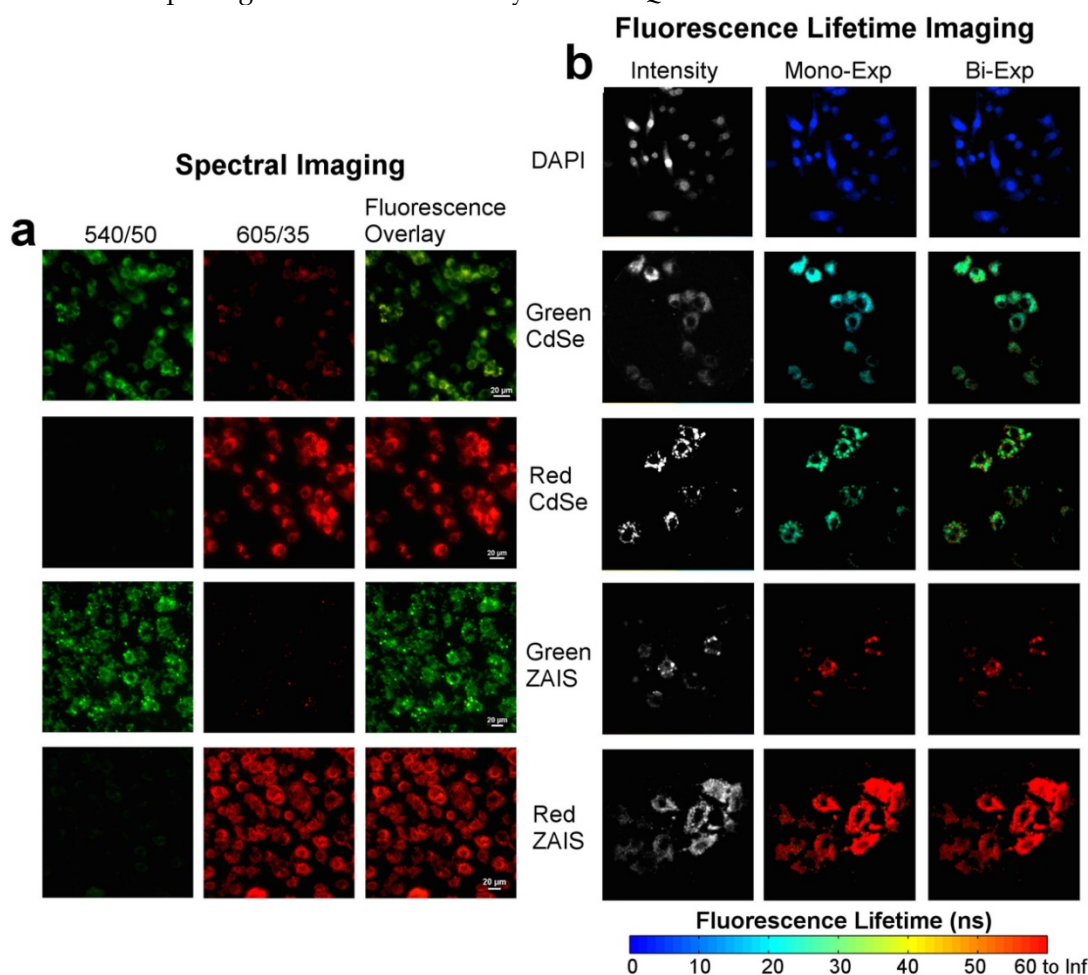 Fluorescence Lifetime Imaging
b
Intensity Mono-Exp Bi-Exp
DAPI
Spectral Imaging
a
540/50 605/35 Fluorescence
Overlay
20 µm
Green
CdSe
20 µm
Red
CdSe
20 µm
Green
ZAIS
20 µm
Red
ZAIS
Fluorescence Lifetime (ns)
0 10 20 30 40 50 60 to Inf